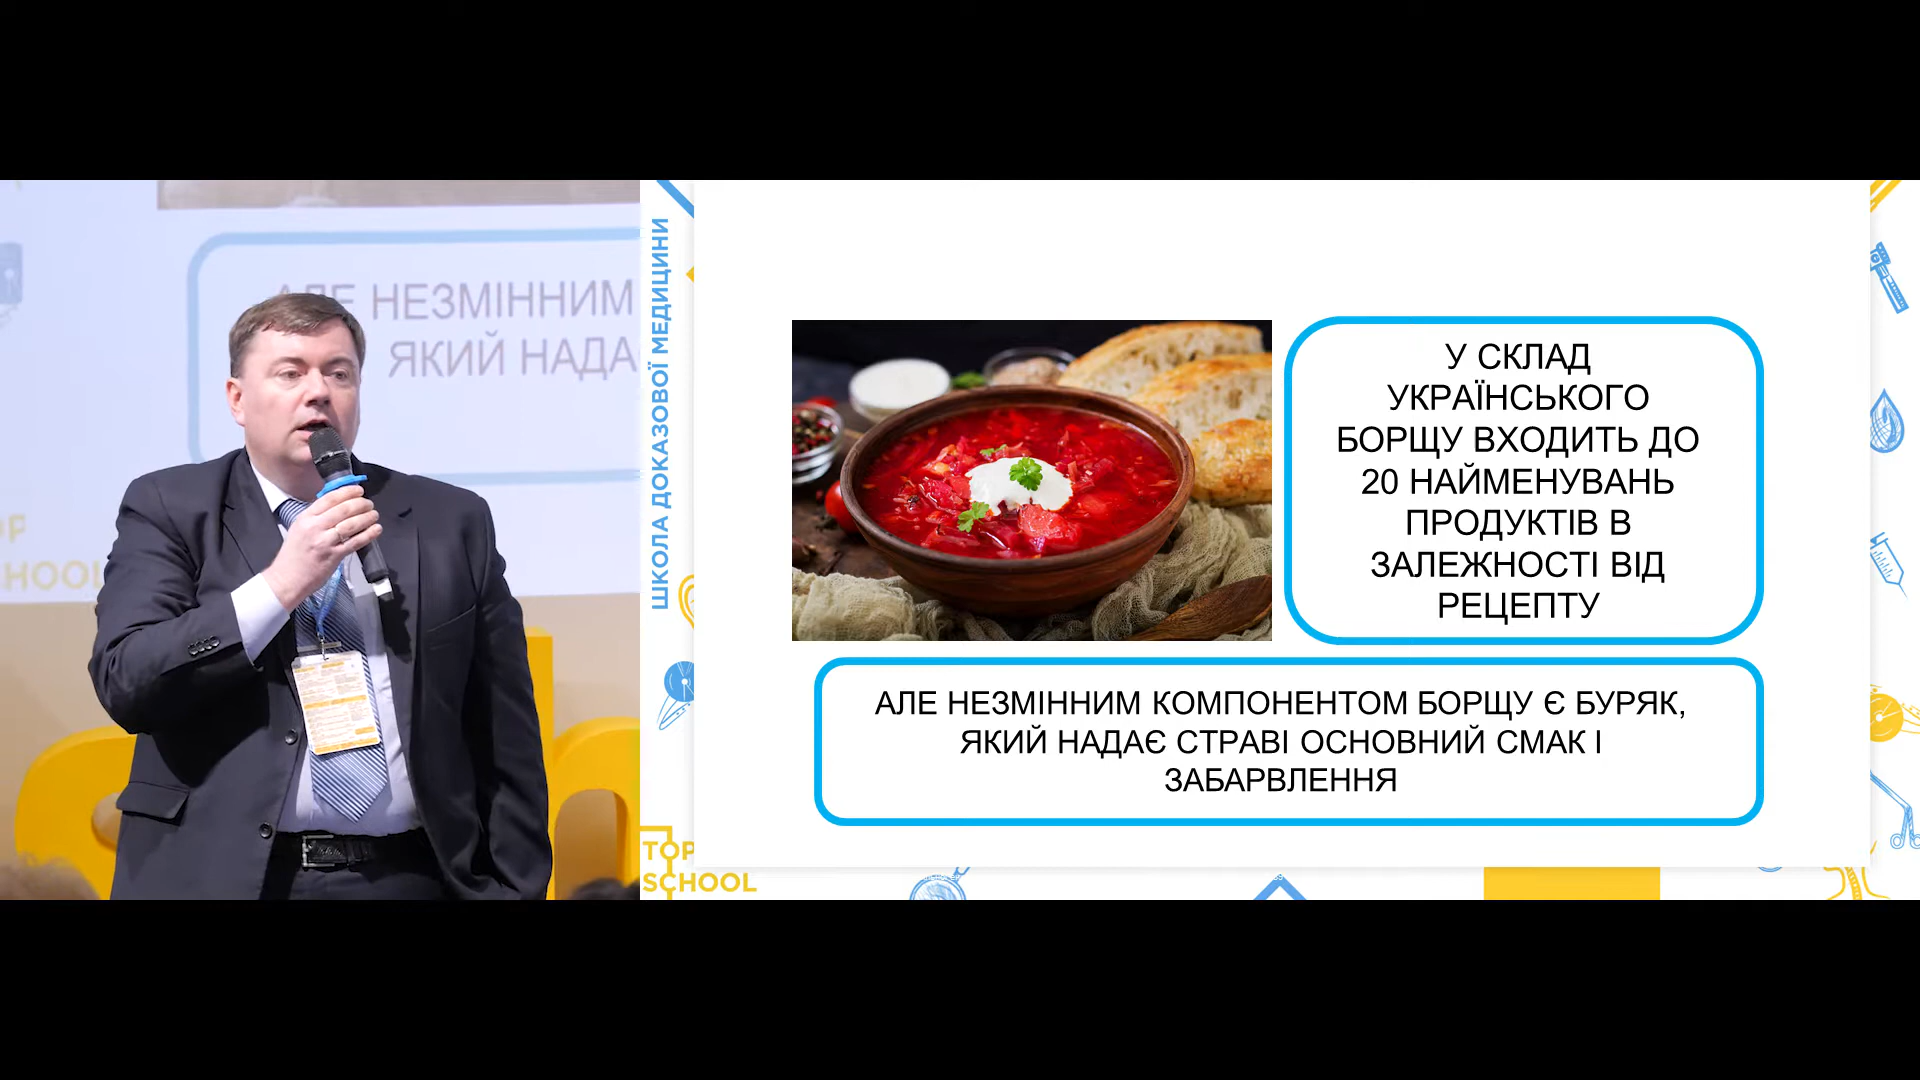 АЛЕ НЕЗМІННИМ
ЯКИЙ НАДА
ШКОЛА ДОКАЗОВОЇ МЕДИЦИНИ
У СКЛАД
УКРАЇНСЬКОГО
БОРЩУ ВХОДИТЬ ДО
20 НАЙМЕНУВАНЬ
ПРОДУКТІВ В
ЗАЛЕЖНОСТІ ВІД
РЕЦЕПТУ
АЛЕ НЕЗМІННИМ КОМПОНЕНТОМ БОРЩУ Є БУРЯК,
ЯКИЙ НАДАЄ СТРАВІ ОСНОВНИЙ СМАК І
ЗАБАРВЛЕННЯ
TOP
SCHOOL